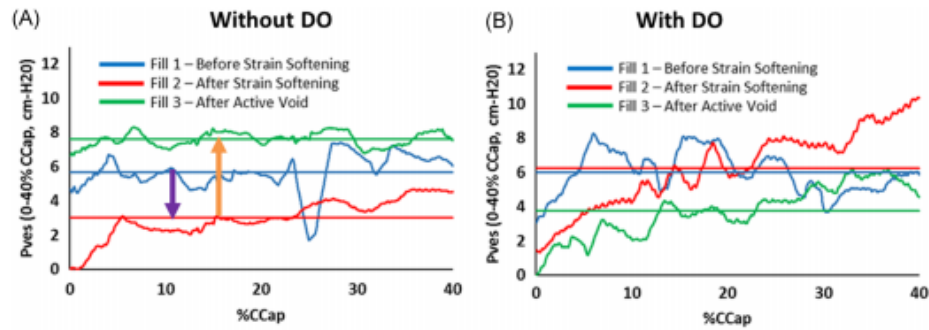 (A)
Without DO
Pves (0-40% CCap, cm-H20)
12
10
8
6
4
2
0
Fill 1 – Before Strain Softening
Fill 2 – After Strain Softening
Fill 3 – After Active Void
0
10
20
30
40
%CCap
(B)
With DO
Pves (0-40% CCap, cm-H20)
12
10
8
6
4
2
0
Fill 1 – Before Strain Softening
Fill 2 – After Strain Softening
Fill 3 – After Active Void
0
10
20
30
40
%CCap